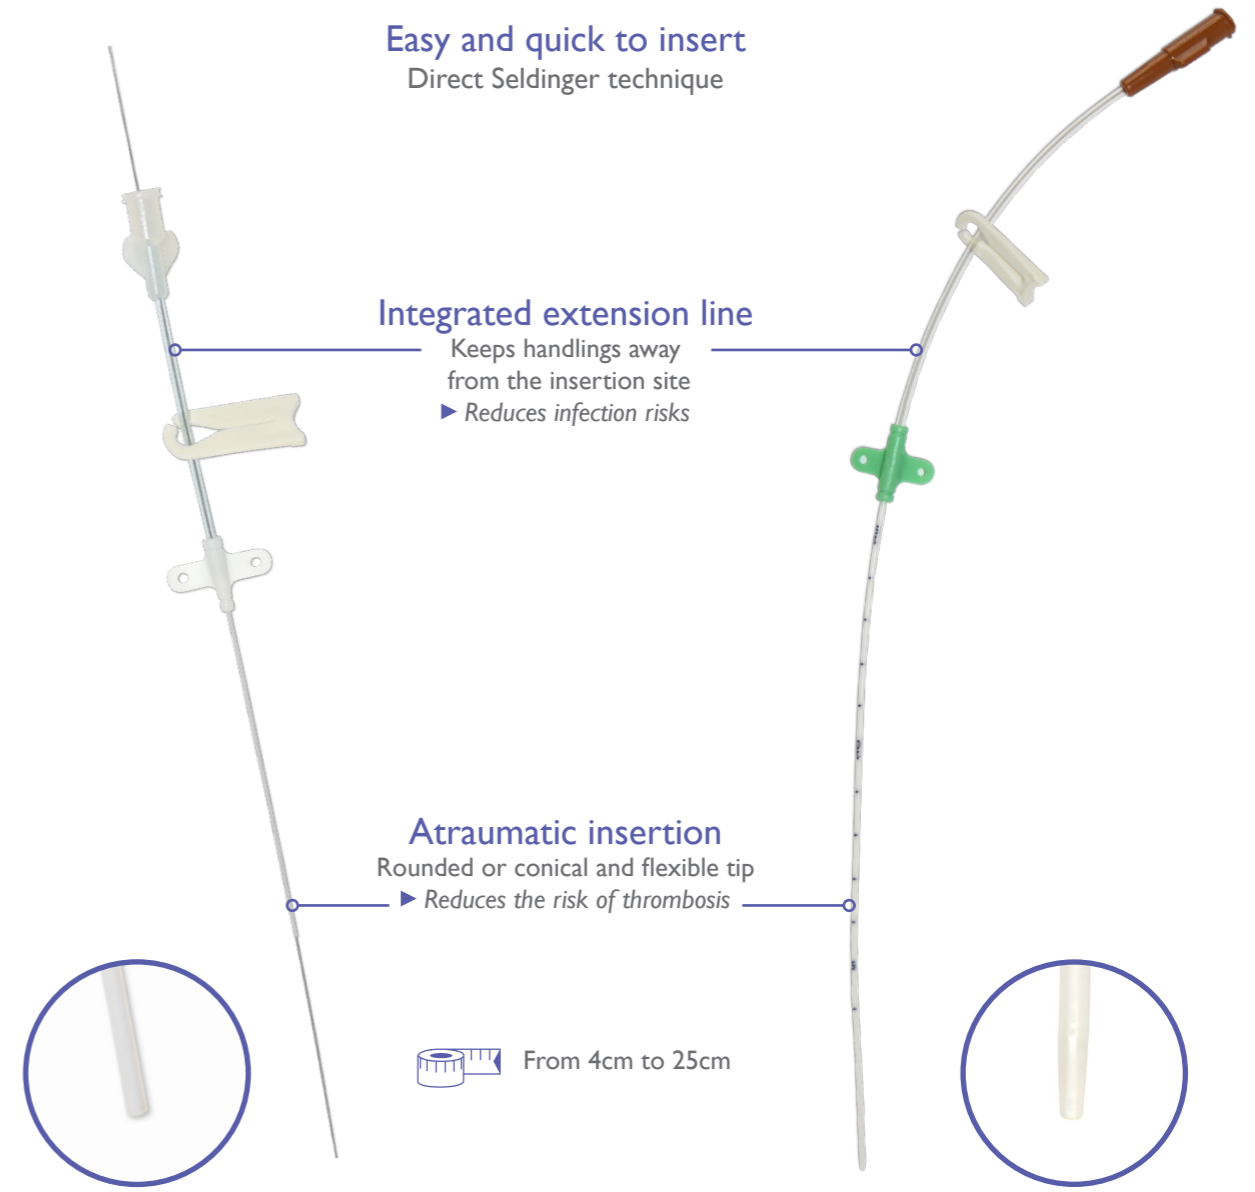 Easy and quick to insert
Direct Seldinger technique
Integrated extension line
Keeps handlings away
from the insertion site
▶ Reduces infection risks
Atraumatic insertion
Rounded or conical and flexible tip
▶ Reduces the risk of thrombosis
From 4cm to 25cm